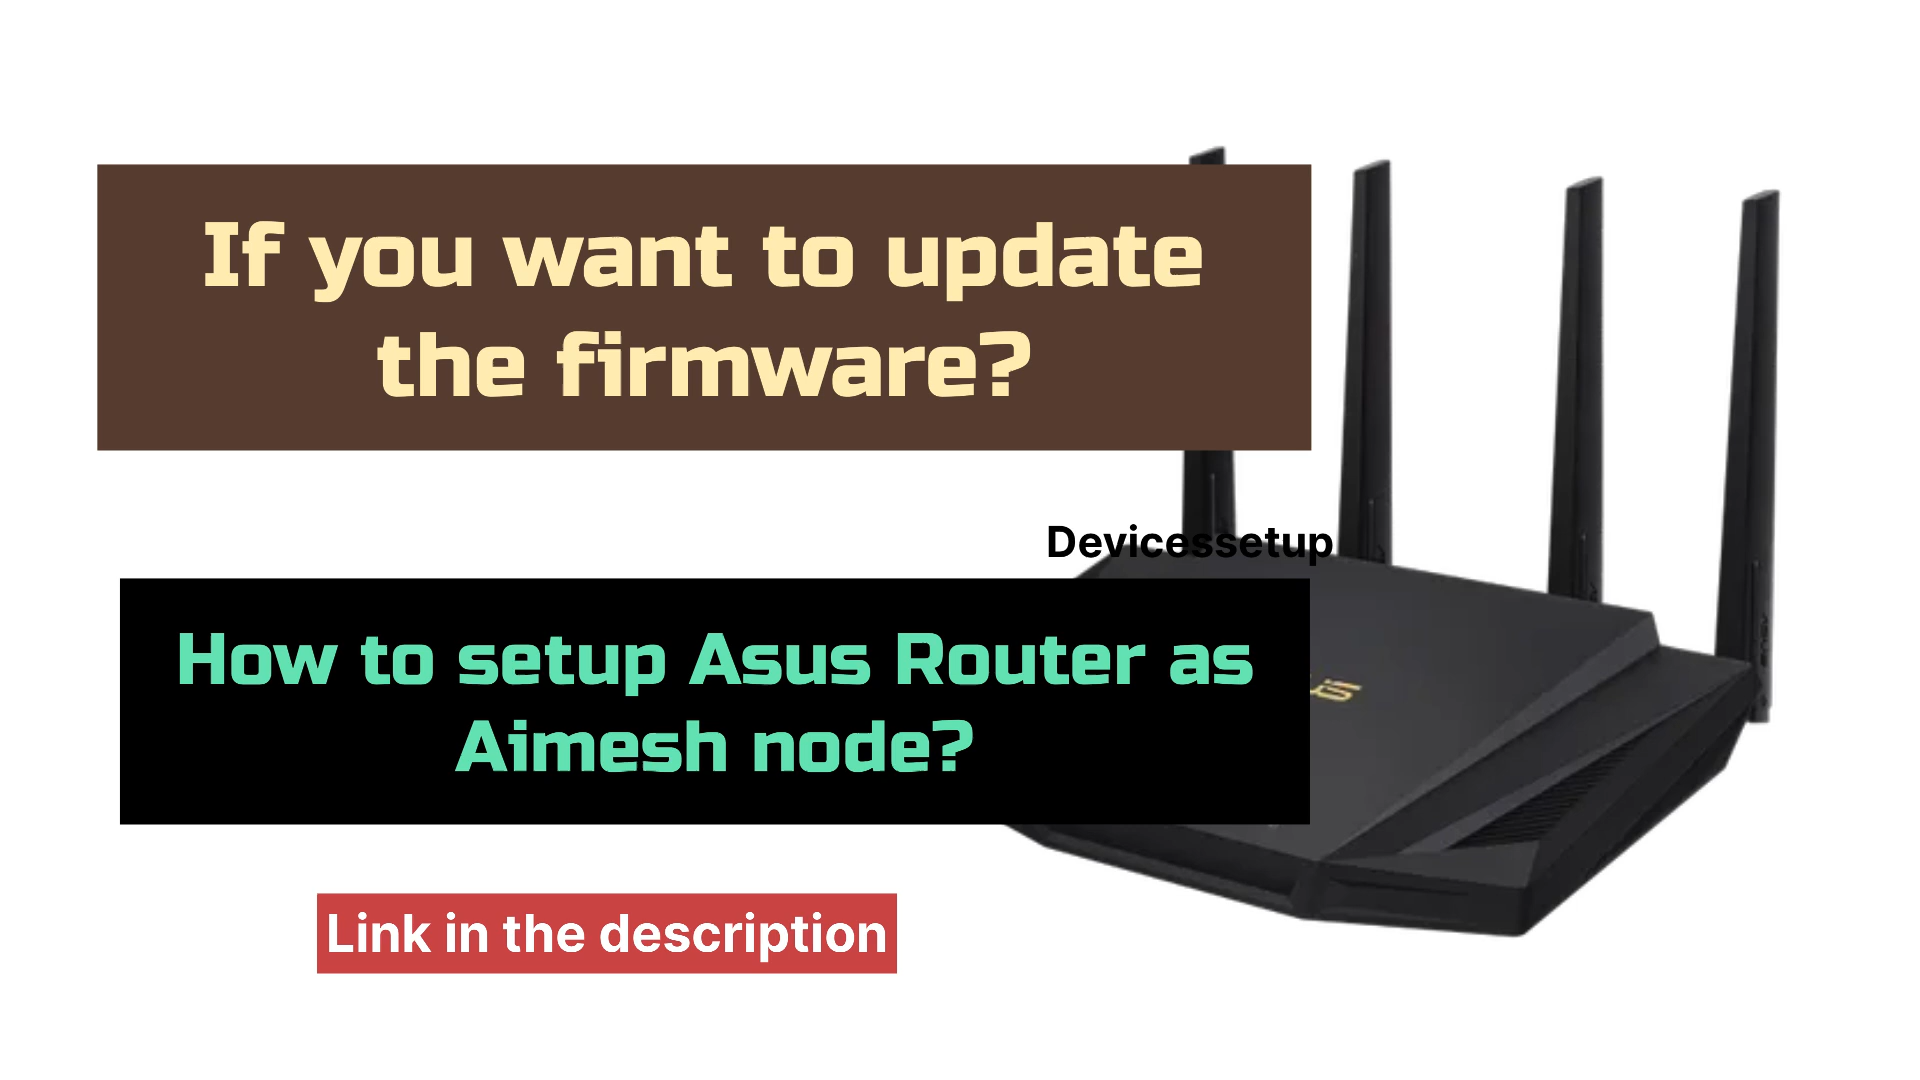 If you want to update
the firmware?
Devicessetup
How to setup Asus Router as
Aimesh node?
Link in the description